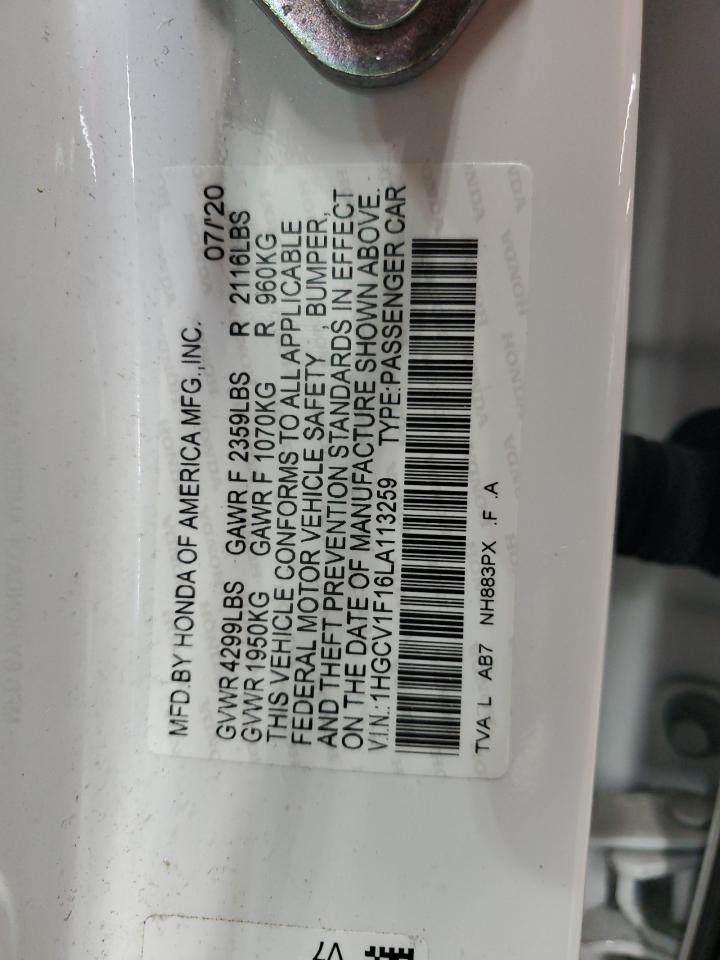 MFD.BY HONDA OF AMERICA MFG.,INC. 07/'20
GVWR 4299LBS GAWR F 2359LBS R 2116LBS
GVWR 1950KG GAWR F 1070KG R 960KG
THIS VEHICLE CONFORMS TO ALL APPLICABLE
FEDERAL MOTOR VEHICLE SAFETY , BUMPER,
AND THEFT PREVENTION STANDARDS IN EFFECT
ON THE DATE OF MANUFACTURE SHOWN ABOVE.
V.I.N.:1HGCV1F16LA113259 TYPE:PASSENGER CAR
TVA L AB7 NH883PX .F .A